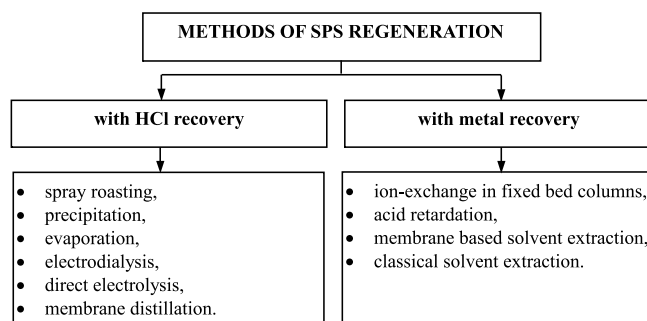 METHODS OF SPS REGENERATION
with HCl recovery
with metal recovery
• spray roasting,
• precipitation,
• evaporation,
• electrodialysis,
• direct electrolysis,
• membrane distillation.
• ion-exchange in fixed bed columns,
• acid retardation,
• membrane based solvent extraction,
• classical solvent extraction.